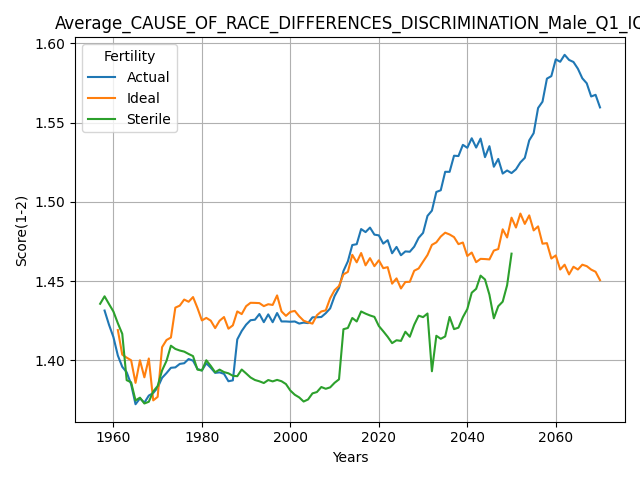 Average_CAUSE_OF_RACE_DIFFERENCES_DISCRIMINATION_Male_Q1_IC
Fertility
Actual
Ideal
Sterile
1.60
1.55
1.50
1.45
1.40
Score(1-2)
1960 1980 2000 2020 2040 2060
Years